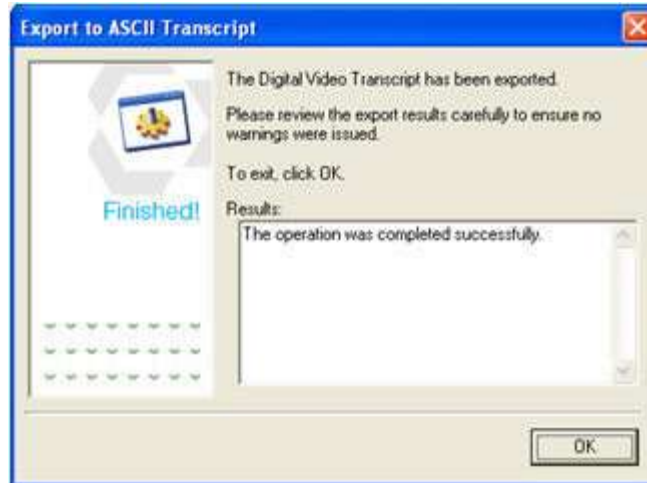 Export to ASCII Transcript
The Digital Video Transcript has been exported.
Please review the export results carefully to ensure no
warnings were issued.
To exit, click OK.
Finished!
Results:
The operation was completed successfully.
OK